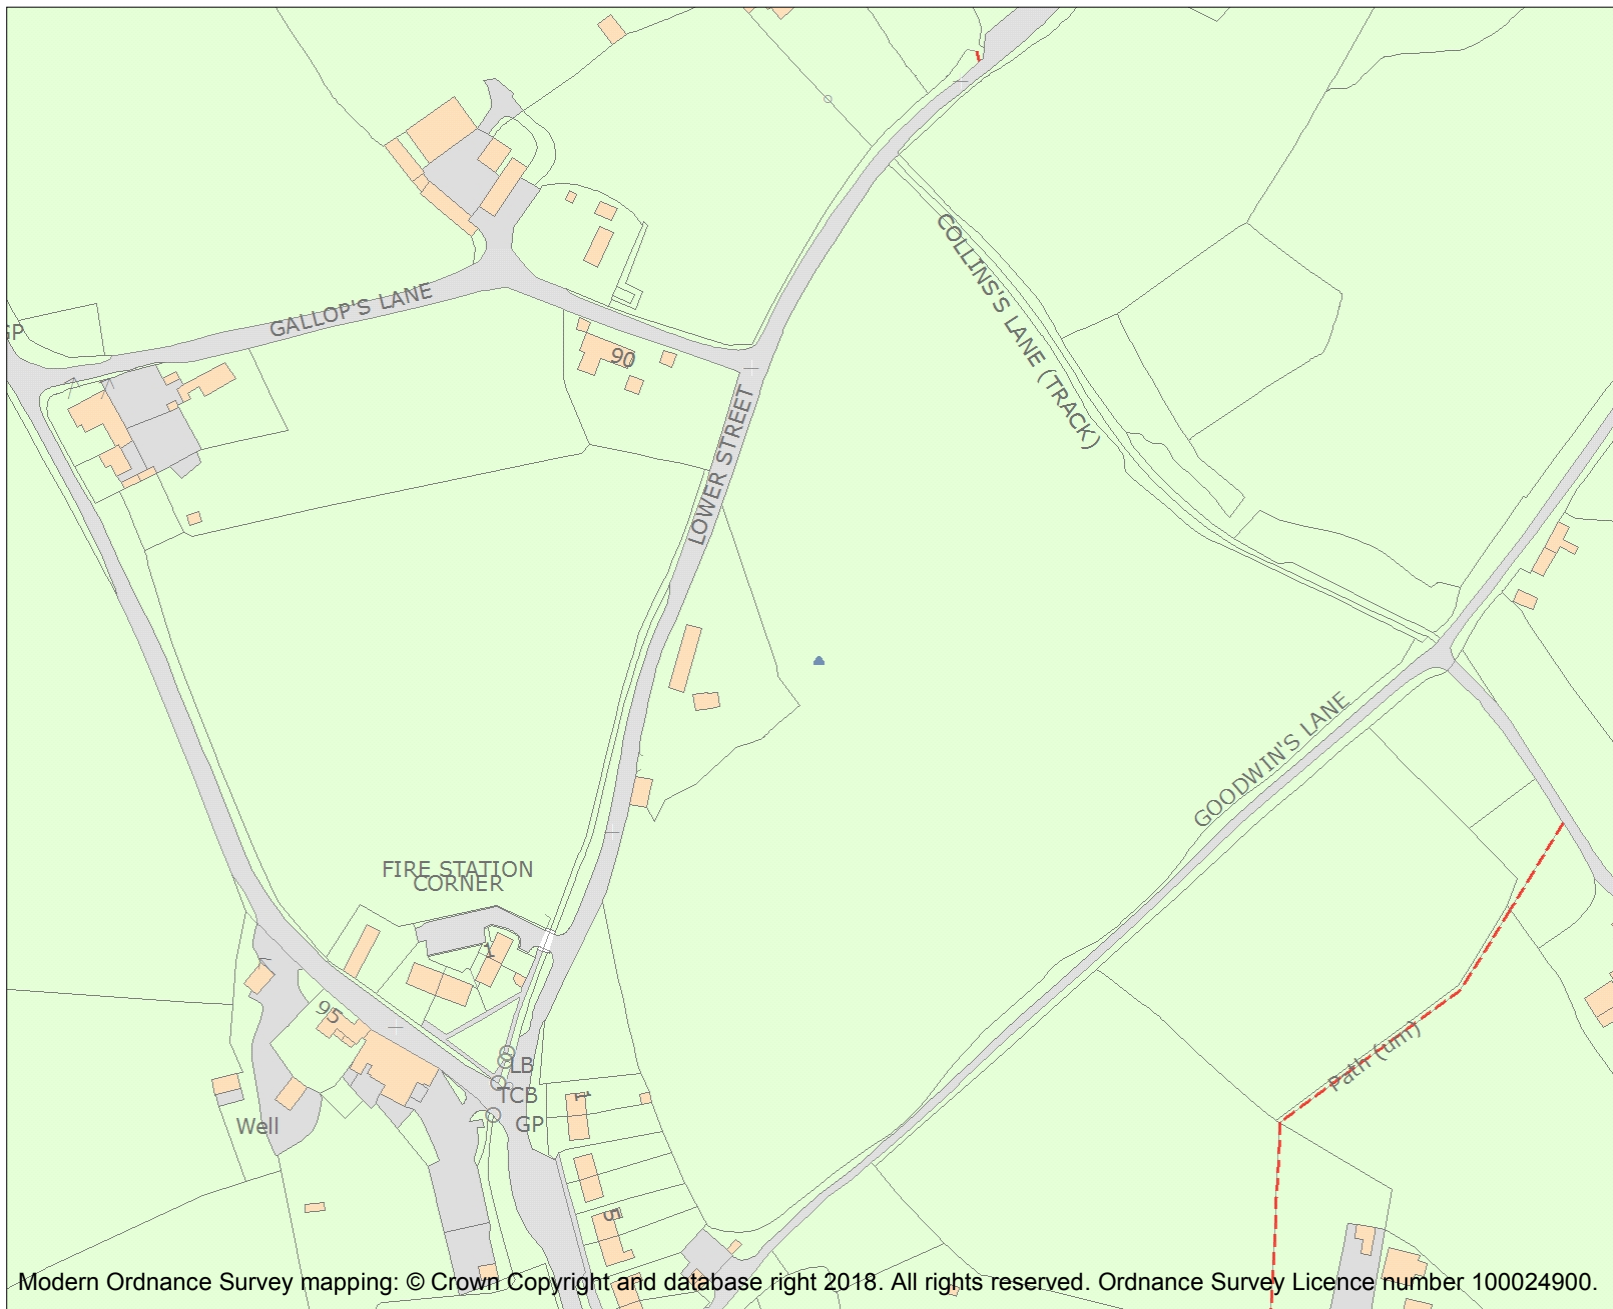 COLLINS'S LANE (TRACK)
GALLOP'S LANE
GP
90
LOWER STREET
GOODWIN'S LANE
FIRE STATION
CORNER
1
95
Path (um)
LB
TCB
1
GP
Well
5
Modern Ordnance Survey mapping: © Crown Copyright and database right 2018. All rights reserved. Ordnance Survey Licence number 100024900.